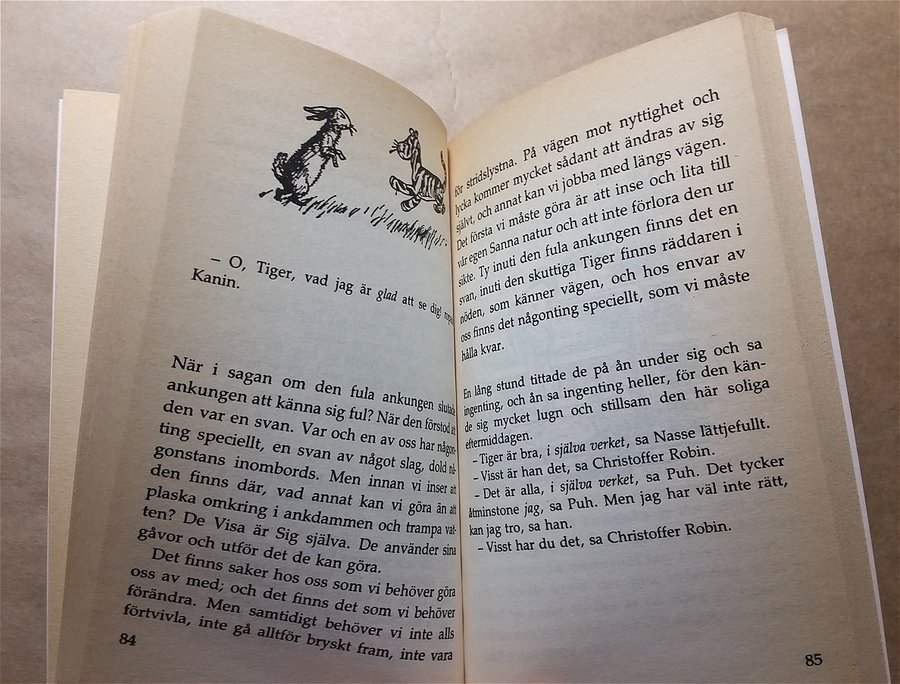 – O, Tiger, vad jag är glad att se dig!
Kanin.
När i sagan om den fula ankungen slutade
ankungen att känna sig ful? När den förstod att
den var en svan. Var och en av oss har någon-
ting speciellt, en svan av något slag, dold nå-
gonstans inombords. Men innan vi inser att
den finns där, vad annat kan vi göra än att
plaska omkring i ankdammen och trampa vat-
ten? De Visa är Sig själva. De använder sina
gåvor och utför det de kan göra.
Det finns saker hos oss som vi behöver göra
oss av med; och det finns det som vi behöver
förändra. Men samtidigt behöver vi inte alls
förtvivla, inte gå alltför bryskt fram, inte vara
84
för stridslystna. På vägen mot nyttighet och
lycka kommer mycket sådant att ändras av sig
självt, och annat kan vi jobba med längs vägen.
Det första vi måste göra är att inse och lita till
vår egen Sanna natur och att inte förlora den ur
sikte. Ty inuti den fula ankungen finns det en
svan, inuti den skuttiga Tiger finns räddaren i
nöden, som känner vägen, och hos envar av
oss finns det någonting speciellt, som vi måste
hålla kvar.
En lång stund tittade de på ån under sig och sa
ingenting, och ån sa ingenting heller, för den kän-
de sig mycket lugn och stillsam den här soliga
eftermiddagen.
– Tiger är bra, i själva verket, sa Nasse lättjefullt.
– Visst är han det, sa Christoffer Robin.
– Det är alla, i själva verket, sa Puh. Det tycker
åtminstone jag, sa Puh. Men jag har väl inte rätt,
kan jag tro, sa han.
– Visst har du det, sa Christoffer Robin.
85